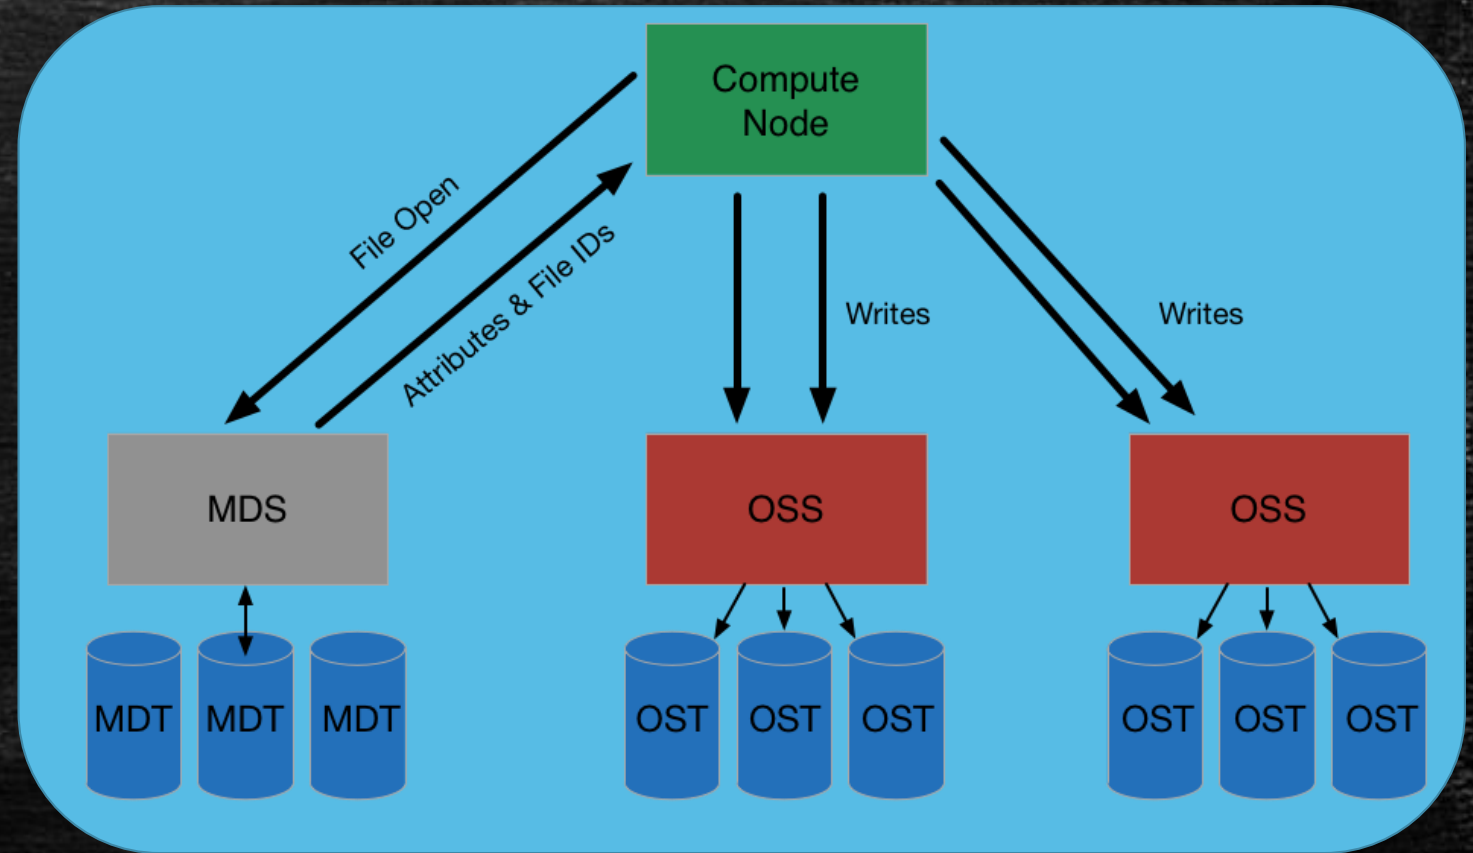 Compute
Node
File Open
Attributes & File IDs
Writes
Writes
MDS
OSS
OSS
MDT
MDT
MDT
OST
OST
OST
OST
OST
OST